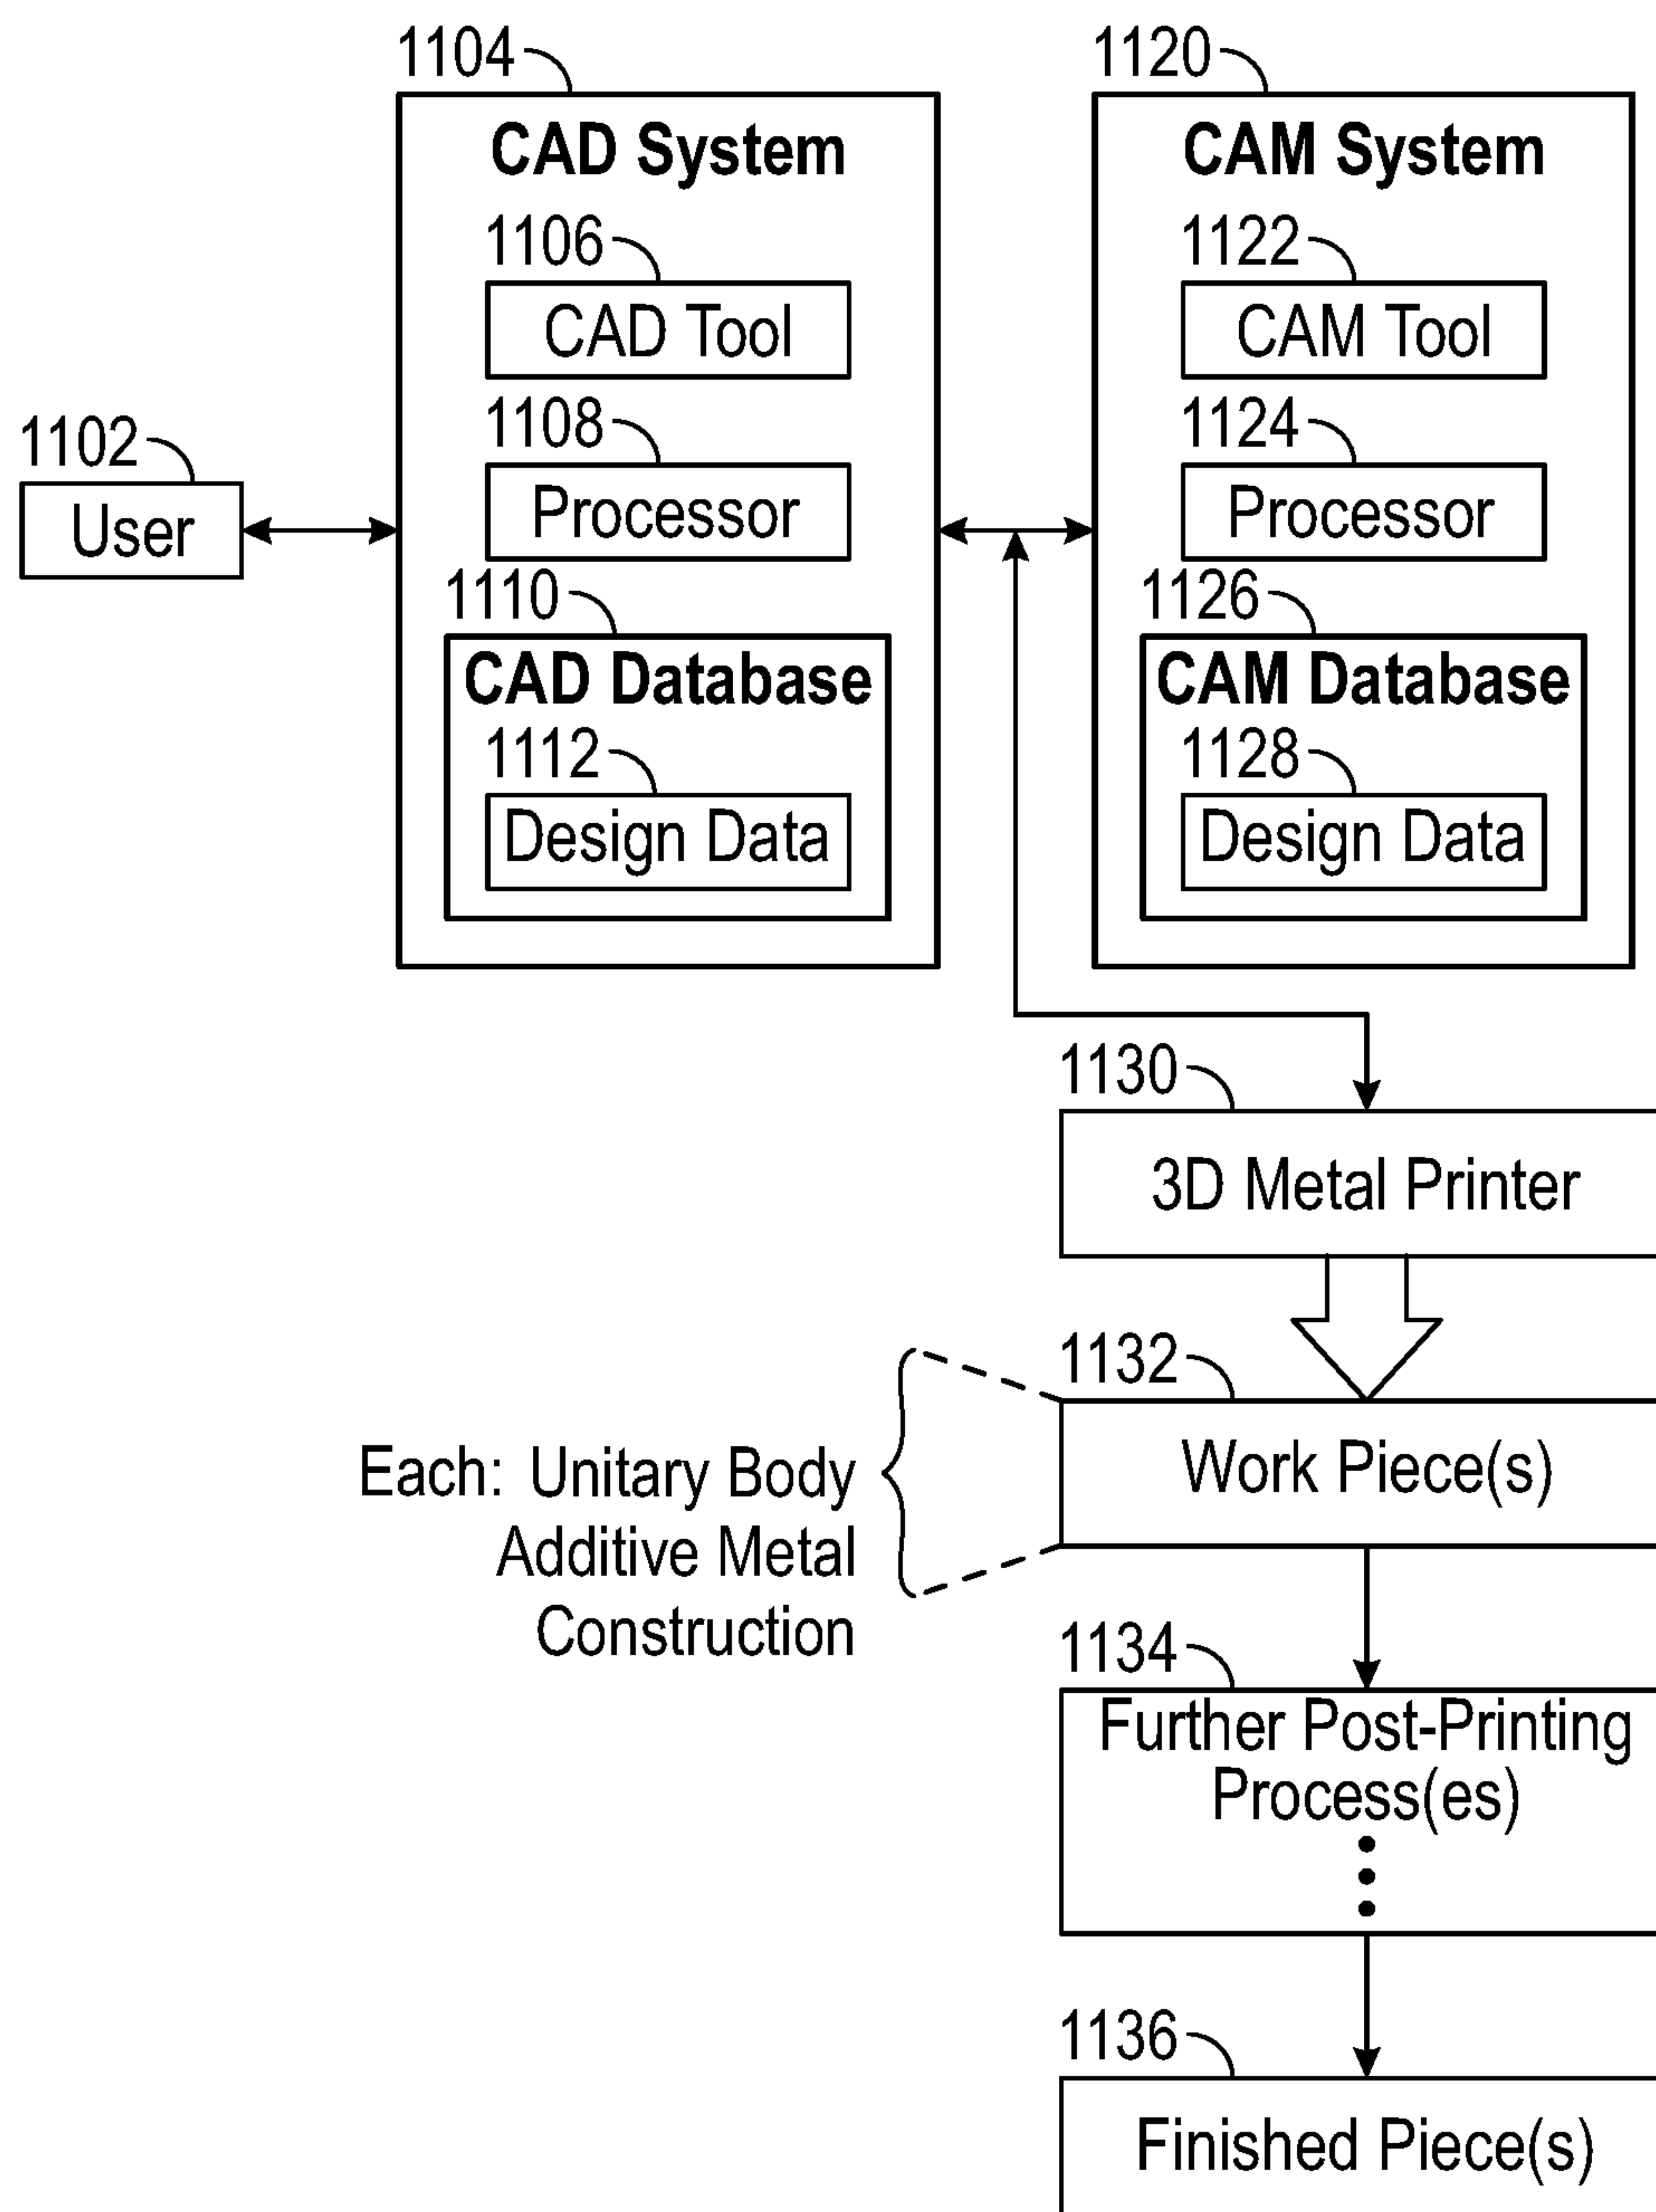 1104
CAD System
1106
CAD Tool
1108
Processor
1110
CAD Database
1112
Design Data
1102
User
1120
CAM System
1122
CAM Tool
1124
Processor
1126
CAM Database
1128
Design Data
1130
3D Metal Printer
1132
Work Piece(s)
Each: Unitary Body
Additive Metal
Construction
1134
Further Post-Printing
Process(es)
1136
Finished Piece(s)